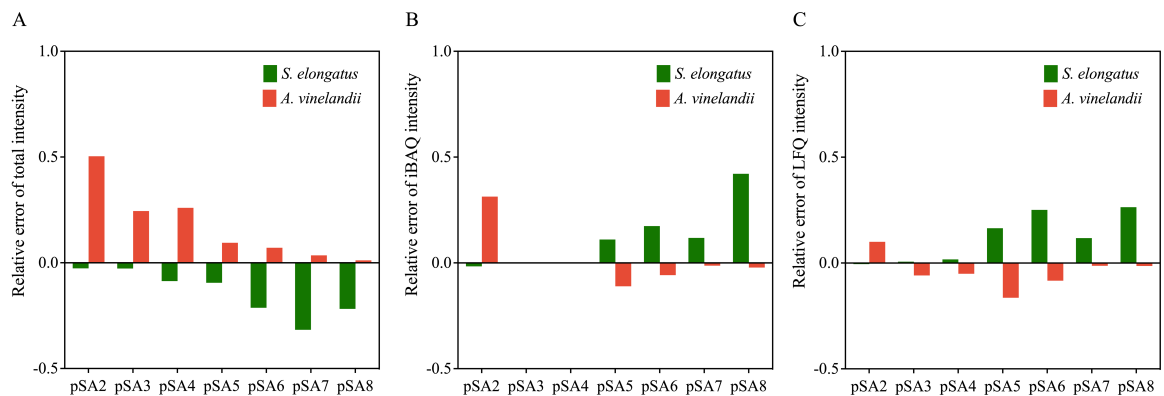 A
Relative error of total intensity
1.0
0.5
0.0
-0.5
S. elongatus
A. vinelandii
pSA2 pSA3 pSA4 pSA5 pSA6 pSA7 pSA8
B
Relative error of iBAQ intensity
1.0
0.5
0.0
-0.5
S. elongatus
A. vinelandii
pSA2 pSA3 pSA4 pSA5 pSA6 pSA7 pSA8
C
Relative error of LFQ intensity
1.0
0.5
0.0
-0.5
S. elongatus
A. vinelandii
pSA2 pSA3 pSA4 pSA5 pSA6 pSA7 pSA8